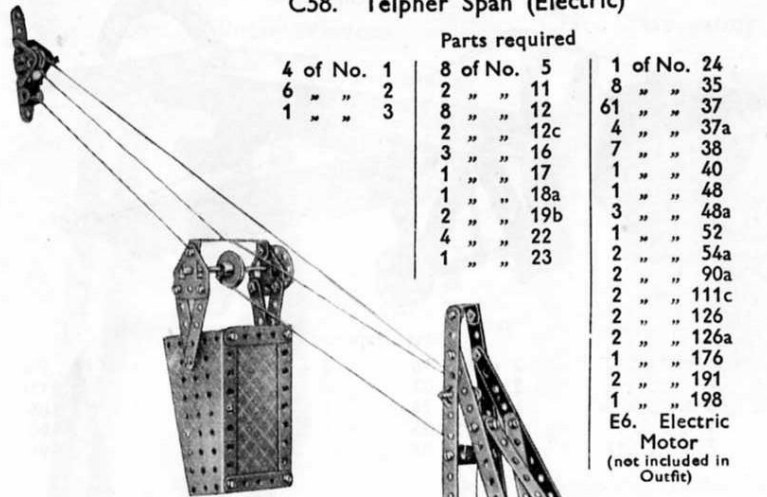 C58. Telpher Span (Electric)
Parts required
4 of No. 1
6 „ „ 2
1 „ „ 3
8 of No. 5
2 „ „ 11
8 „ „ 12
2 „ „ 12c
3 „ „ 16
1 „ „ 17
1 „ „ 18a
2 „ „ 19b
4 „ „ 22
1 „ „ 23
1 of No. 24
8 „ „ 35
61 „ „ 37
4 „ „ 37a
7 „ „ 38
1 „ „ 40
1 „ „ 48
3 „ „ 48a
1 „ „ 52
2 „ „ 54a
2 „ „ 90a
2 „ „ 111c
2 „ „ 126
2 „ „ 126a
1 „ „ 176
2 „ „ 191
1 „ „ 198
E6. Electric
Motor
(not included in
Outfit)